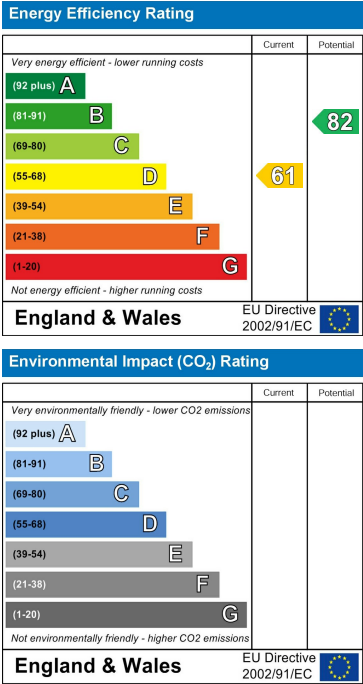 Energy Efficiency Rating
Current Potential
Very energy efficient - lower running costs
(92 plus) A
(81-91) B
82
(69-80) C
(55-68) D
61
(39-54) E
(21-38) F
(1-20) G
Not energy efficient - higher running costs
England & Wales
EU Directive
2002/91/EC
Environmental Impact (CO₂) Rating
Current Potential
Very environmentally friendly - lower CO2 emissions
(92 plus) A
(81-91) B
(69-80) C
(55-68) D
(39-54) E
(21-38) F
(1-20) G
Not environmentally friendly - higher CO2 emissions
England & Wales
EU Directive
2002/91/EC